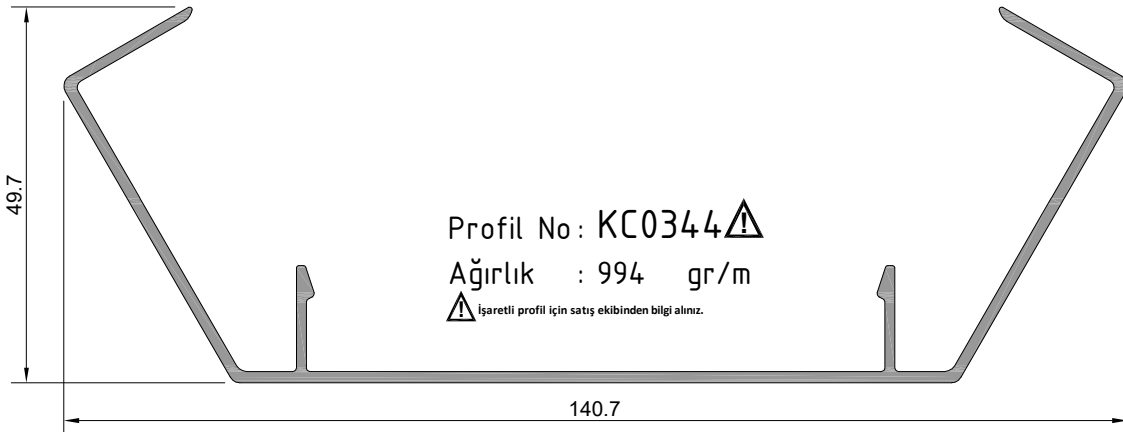 49.7
Profil No: KC0344
Ağırlık : 994 gr/m
İşaretli profil için satış ekibinden bilgi alınız.
140.7